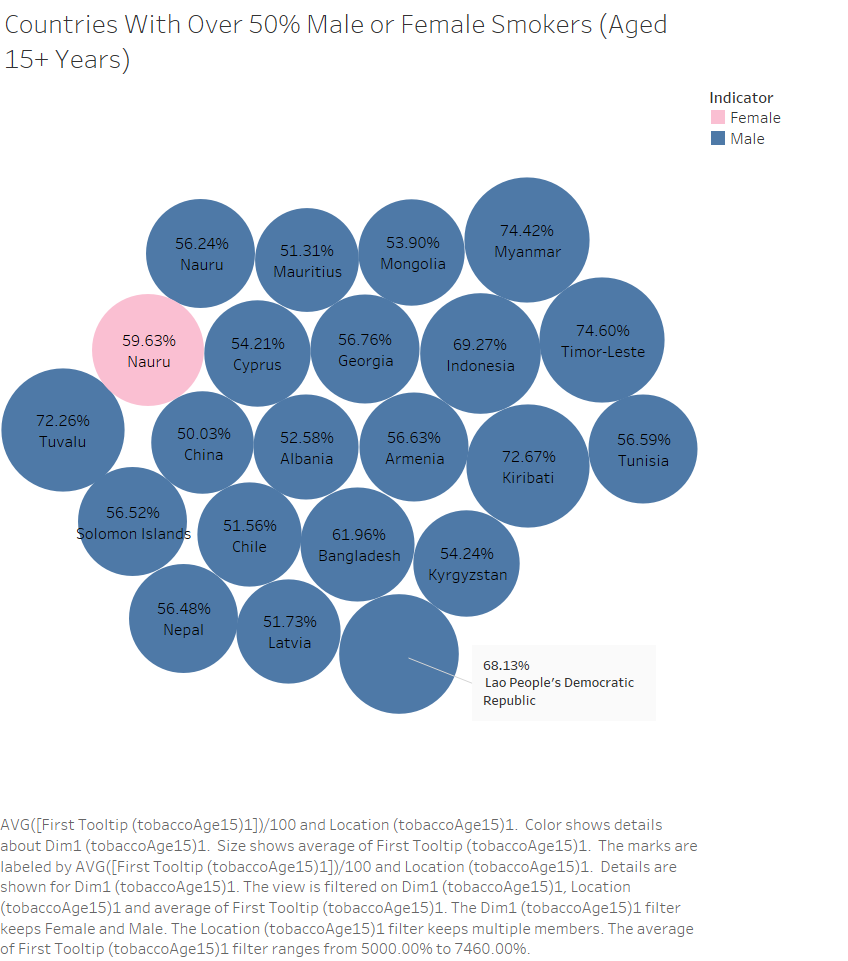 Countries With Over 50% Male or Female Smokers (Aged
15+ Years)
Indicator
Female
Male
56.24%
Nauru
51.31%
Mauritius
53.90%
Mongolia
74.42%
Myanmar
59.63%
Nauru
54.21%
Cyprus
56.76%
Georgia
69.27%
Indonesia
74.60%
Timor-Leste
72.26%
Tuvalu
50.03%
China
52.58%
Albania
56.63%
Armenia
72.67%
Kiribati
56.59%
Tunisia
56.52%
Solomon Islands
51.56%
Chile
61.96%
Bangladesh
54.24%
Kyrgyzstan
56.48%
Nepal
51.73%
Latvia
68.13%
Lao People's Democratic
Republic
AVG([First Tooltip (tobaccoAge15)1])/100 and Location (tobaccoAge15)1.  Color shows details
about Dim1 (tobaccoAge15)1.  Size shows average of First Tooltip (tobaccoAge15)1.  The marks are
labeled by AVG([First Tooltip (tobaccoAge15)1])/100 and Location (tobaccoAge15)1.  Details are
shown for Dim1 (tobaccoAge15)1. The view is filtered on Dim1 (tobaccoAge15)1, Location
(tobaccoAge15)1 and average of First Tooltip (tobaccoAge15)1. The Dim1 (tobaccoAge15)1 filter
keeps Female and Male. The Location (tobaccoAge15)1 filter keeps multiple members. The average
of First Tooltip (tobaccoAge15)1 filter ranges from 5000.00% to 7460.00%.